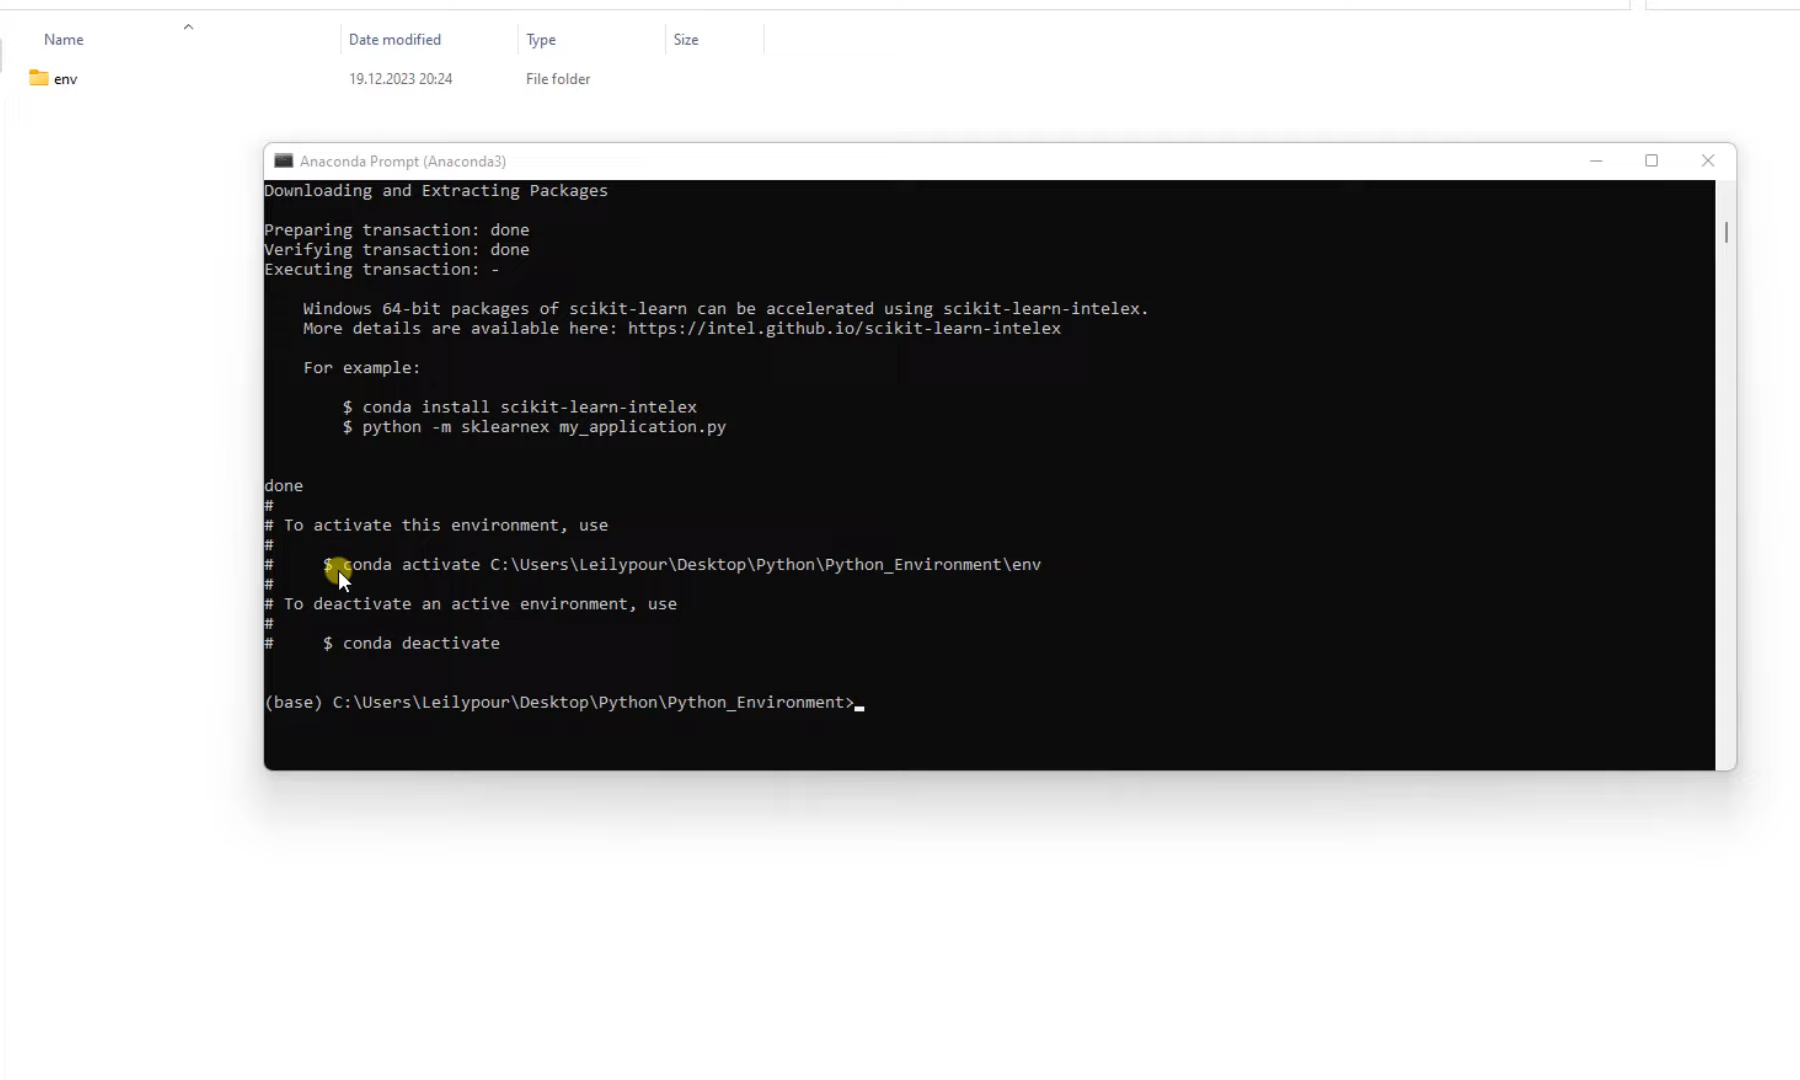 Name Date modified Type Size
env 19.12.2023 20:24 File folder
Anaconda Prompt (Anaconda3)
Downloading and Extracting Packages
Preparing transaction: done
Verifying transaction: done
Executing transaction: -
Windows 64-bit packages of scikit-learn can be accelerated using scikit-learn-intelex.
More details are available here: https://intel.github.io/scikit-learn-intelex
For example:
$ conda install scikit-learn-intelex
$ python -m sklearnex my_application.py
done
#
# To activate this environment, use
#
#     $ conda activate C:\Users\Leilypour\Desktop\Python\Python_Environment\env
#
# To deactivate an active environment, use
#
#     $ conda deactivate
(base) C:\Users\Leilypour\Desktop\Python\Python_Environment>